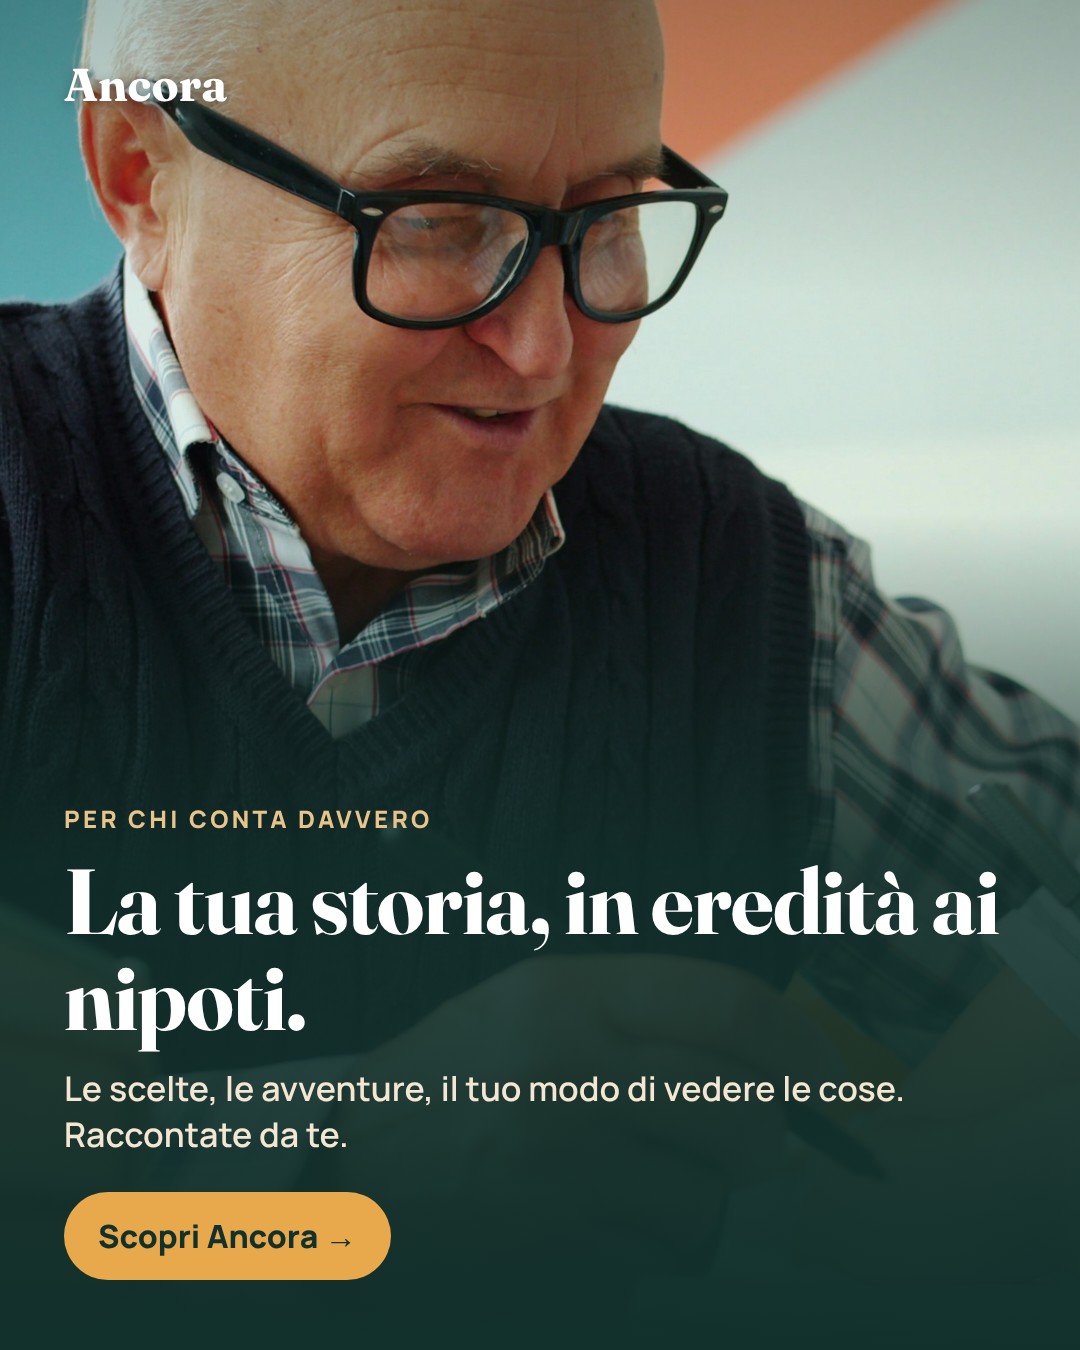 Ancora
PER CHI CONTA DAVVERO
La tua storia, in eredità ai
nipoti.
Le scelte, le avventure, il tuo modo di vedere le cose.
Raccontate da te.
Scopri Ancora →